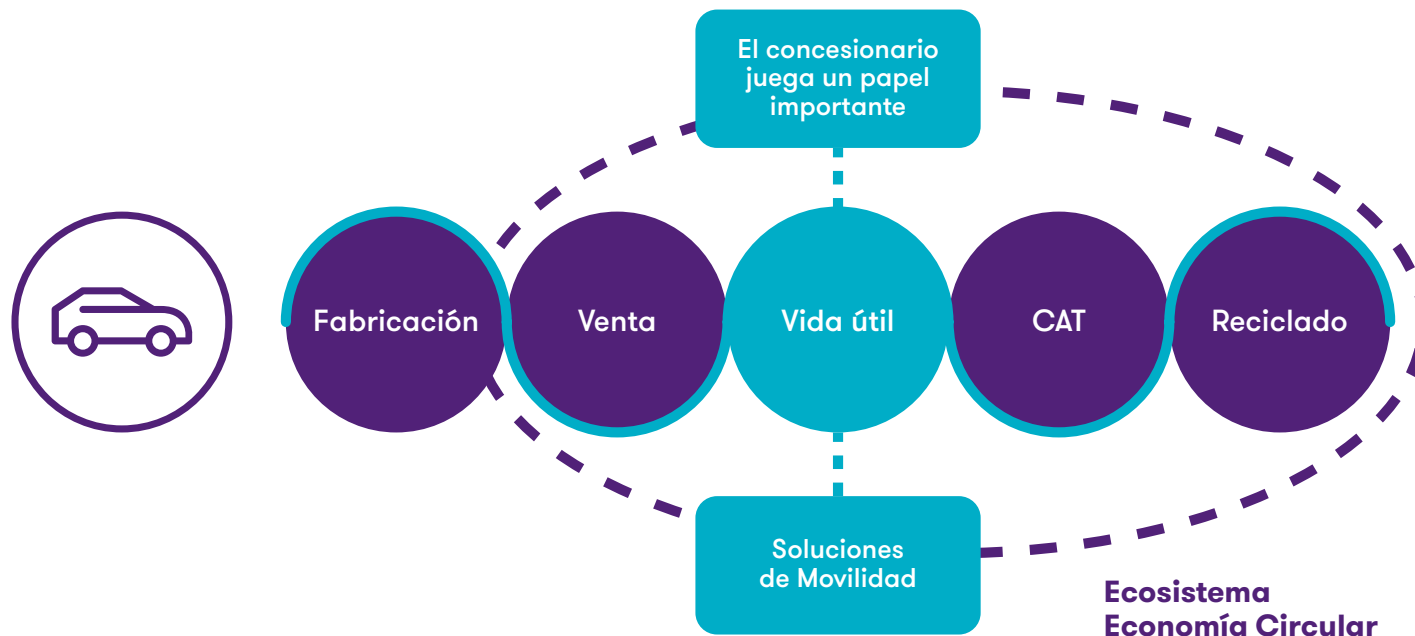 El concesionario
juega un papel
importante
Fabricación
Venta
Vida útil
CAT
Reciclado
Soluciones
de Movilidad
Ecosistema
Economía Circular